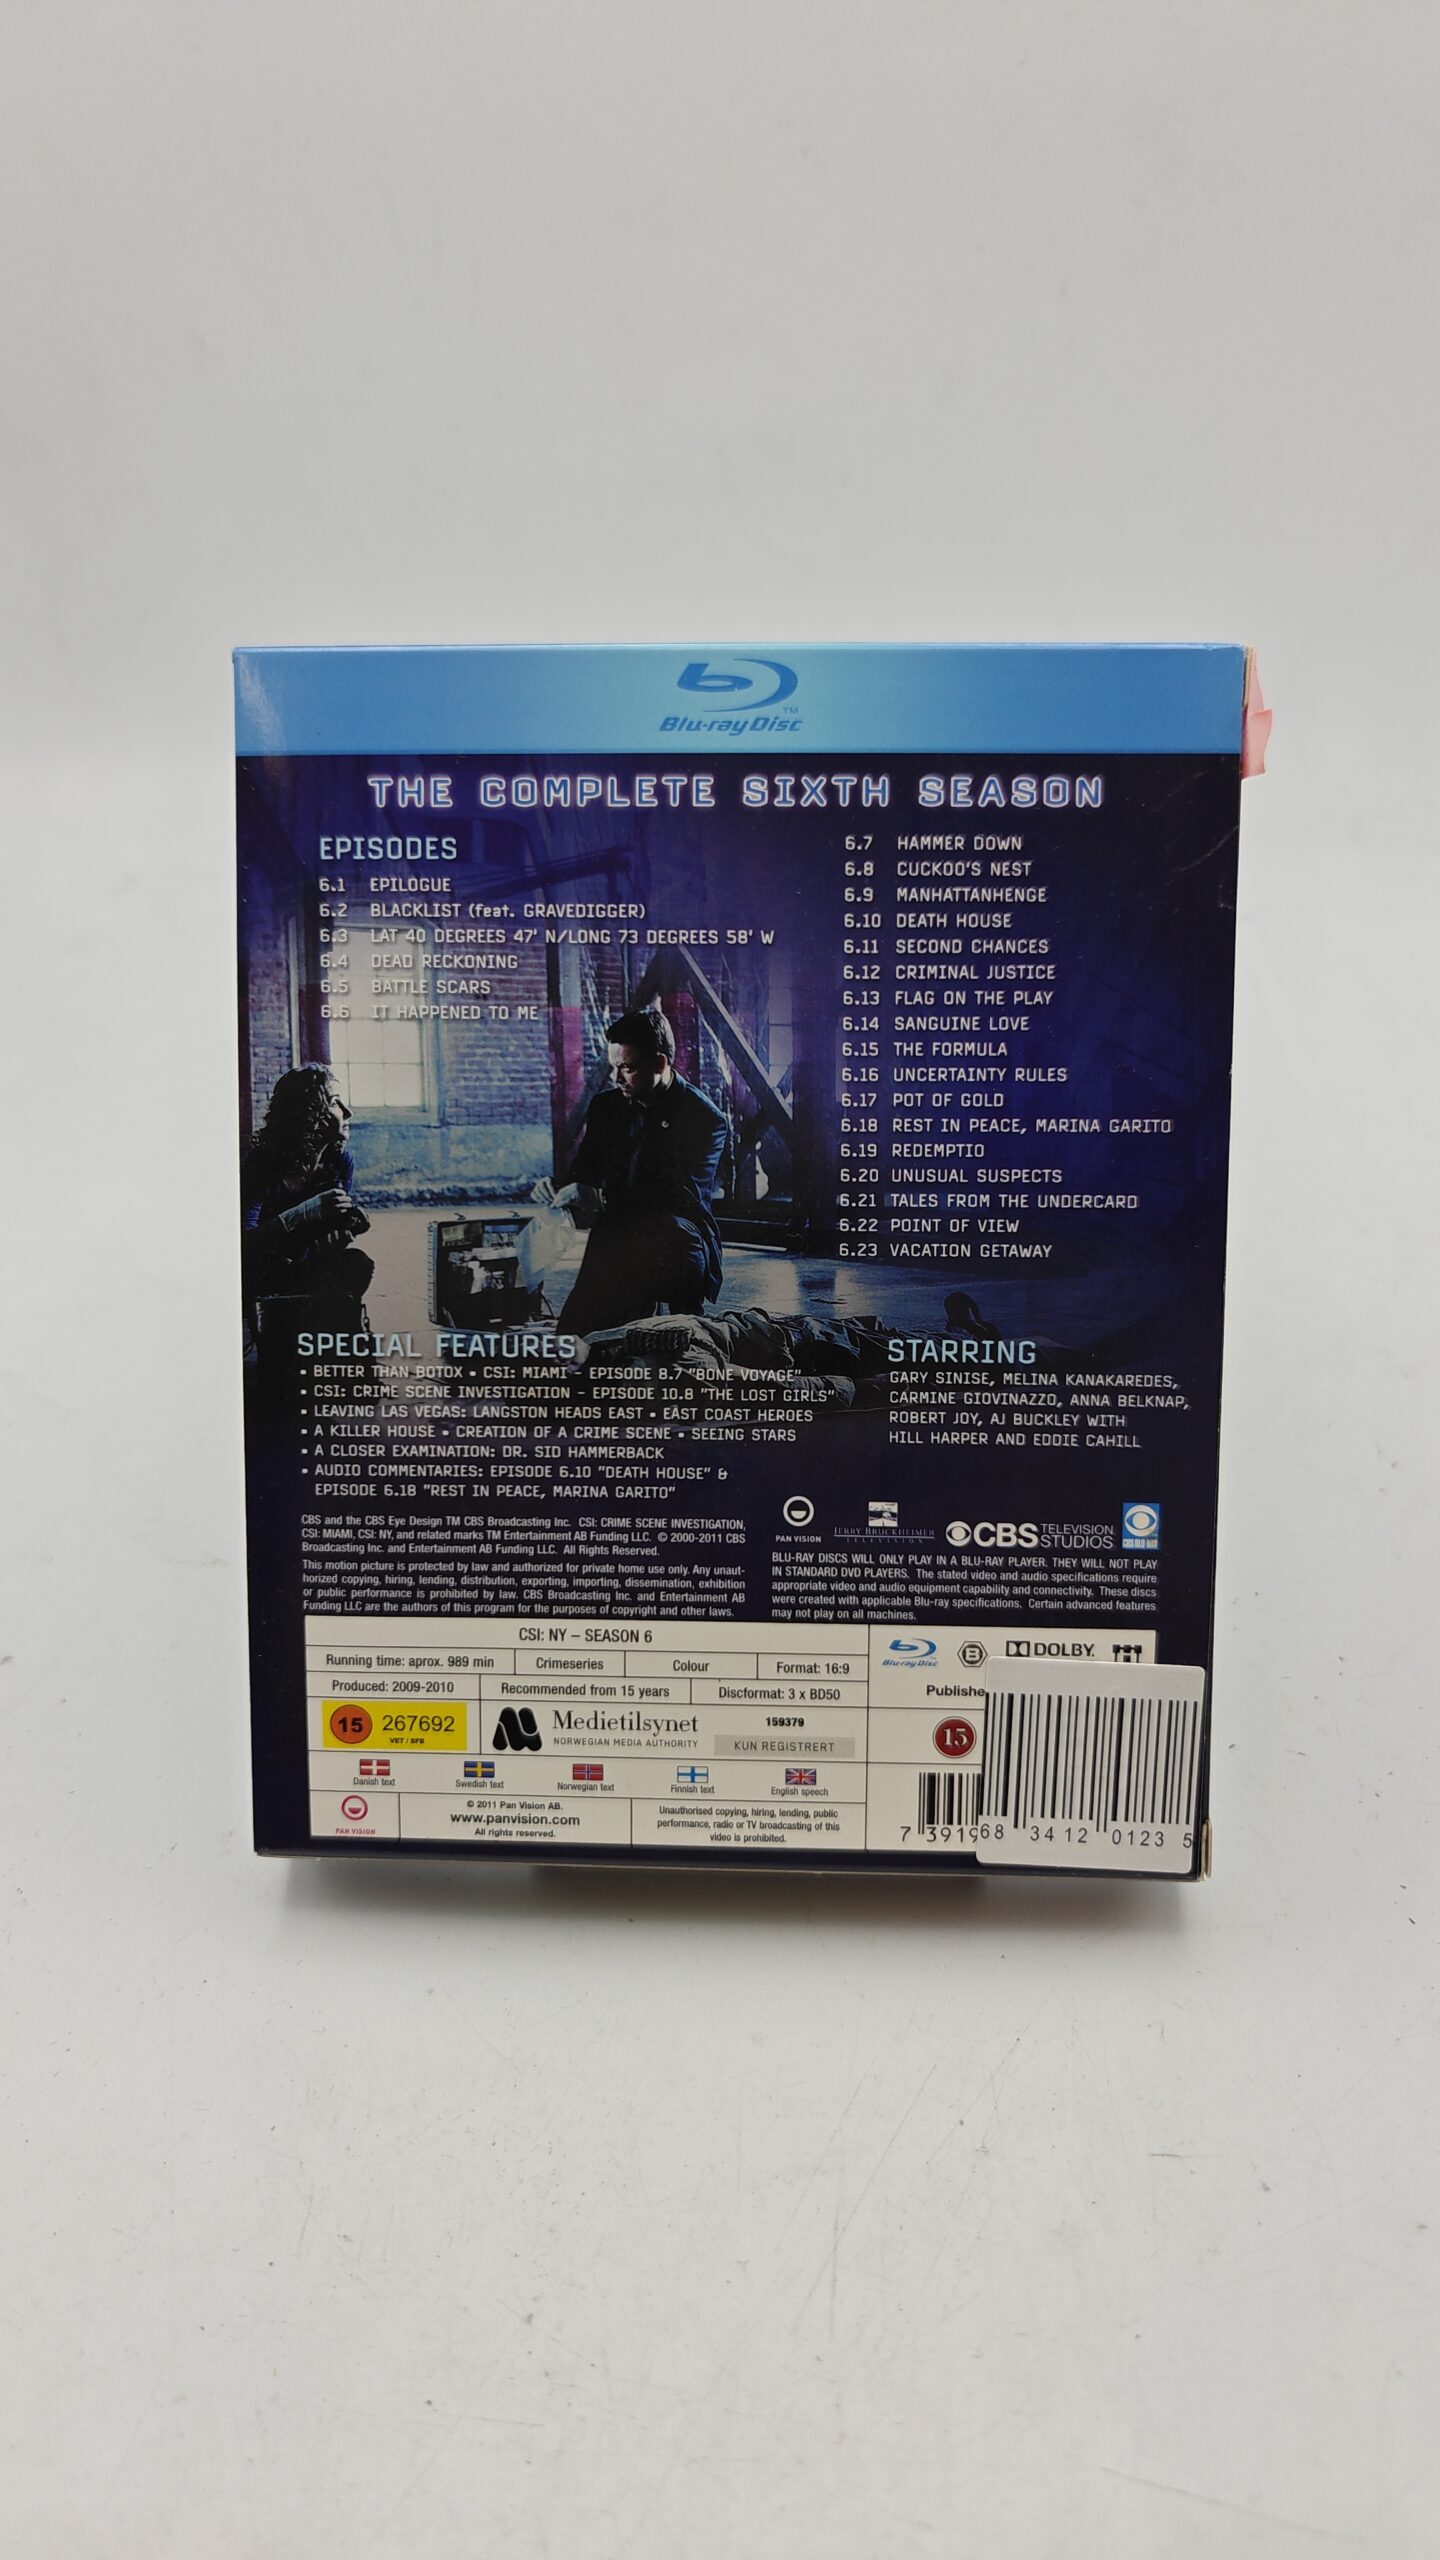 Blu-ray Disc
TM
THE COMPLETE SIXTH SEASON
EPISODES
6.1 EPILOGUE
6.2 BLACKLIST (feat. GRAVEDIGGER)
6.3 LAT 40 DEGREES 47' N/LONG 73 DEGREES 58' W
6.4 DEAD RECKONING
6.5 BATTLE SCARS
6.6 IT HAPPENED TO ME
6.7 HAMMER DOWN
6.8 CUCKOO'S NEST
6.9 MANHATTANHENGE
6.10 DEATH HOUSE
6.11 SECOND CHANCES
6.12 CRIMINAL JUSTICE
6.13 FLAG ON THE PLAY
6.14 SANGUINE LOVE
6.15 THE FORMULA
6.16 UNCERTAINTY RULES
6.17 POT OF GOLD
6.18 REST IN PEACE, MARINA GARITO
6.19 REDEMPTIO
6.20 UNUSUAL SUSPECTS
6.21 TALES FROM THE UNDERCARD
6.22 POINT OF VIEW
6.23 VACATION GETAWAY
SPECIAL FEATURES
• BETTER THAN BOTOX • CSI: MIAMI - EPISODE 8.7 "BONE VOYAGE"
• CSI: CRIME SCENE INVESTIGATION - EPISODE 10.8 "THE LOST GIRLS"
• LEAVING LAS VEGAS: LANGSTON HEADS EAST • EAST COAST HEROES
• A KILLER HOUSE • CREATION OF A CRIME SCENE • SEEING STARS
• A CLOSER EXAMINATION: DR. SID HAMMERBACK
• AUDIO COMMENTARIES: EPISODE 6.10 "DEATH HOUSE" &
EPISODE 6.18 "REST IN PEACE, MARINA GARITO"
STARRING
GARY SINISE, MELINA KANAKAREDES,
CARMINE GIOVINAZZO, ANNA BELKNAP,
ROBERT JOY, AJ BUCKLEY WITH
HILL HARPER AND EDDIE CAHILL
CBS and the CBS Eye Design TM CBS Broadcasting Inc. CSI: CRIME SCENE INVESTIGATION,
CSI: MIAMI, CSI: NY, and related marks TM Entertainment AB Funding LLC. © 2000-2011 CBS
Broadcasting Inc. and Entertainment AB Funding LLC. All Rights Reserved.
This motion picture is protected by law and authorized for private home use only. Any unaut-
horized copying, hiring, lending, distribution, exporting, importing, dissemination, exhibition
or public performance is prohibited by law. CBS Broadcasting Inc. and Entertainment AB
Funding LLC are the authors of this program for the purposes of copyright and other laws.
PAN VISION
JERRY BRUCKHEIMER
TELEVISION
CBS TELEVISION
STUDIOS
CBS BLU-RAY
BLU-RAY DISCS WILL ONLY PLAY IN A BLU-RAY PLAYER. THEY WILL NOT PLAY
IN STANDARD DVD PLAYERS. The stated video and audio specifications require
appropriate video and audio equipment capability and connectivity. These discs
were created with applicable Blu-ray specifications. Certain advanced features
may not play on all machines.
CSI: NY – SEASON 6
Running time: aprox. 989 min
Crimeseries
Colour
Format: 16:9
Produced: 2009-2010
Recommended from 15 years
Discformat: 3 x BD50
15 267692
VET / SFB
Medietilsynet
NORWEGIAN MEDIA AUTHORITY
159379
KUN REGISTRERT
Danish text
Swedish text
Norwegian text
Finnish text
English speech
PAN VISION
© 2011 Pan Vision AB.
www.panvision.com
All rights reserved.
Unauthorised copying, hiring, lending, public
performance, radio or TV broadcasting of this
video is prohibited.
Blu-ray Disc
B
DOLBY.
Publishe
15
7 3919
68 3412 0123 5